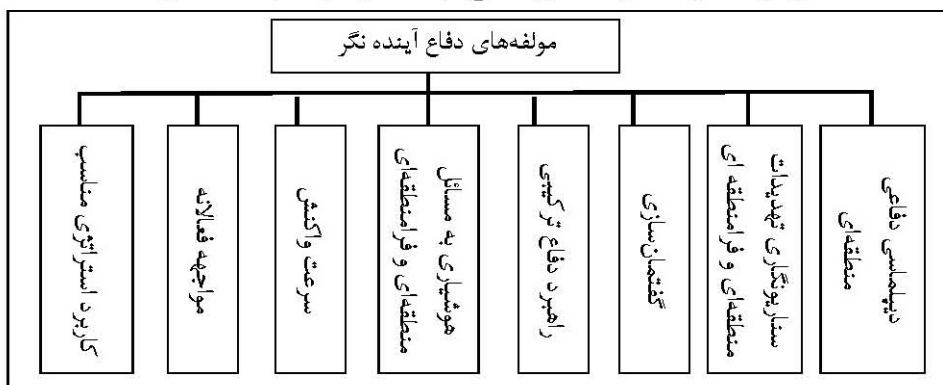 مولفه‌های دفاع آینده نگر
دیپلماسی دفاعی
منطقه‌ای
سناریونگاری تهدیدات
منطقه‌ای و فرامنطقه ای
گفتمان‌سازی
راهبرد دفاع ترکیبی
هوشیاری به مسائل
منطقه‌ای و فرامنطقه‌ای
سرعت واکنش
مواجهه فعالانه
کاربرد استراتژی مناسب